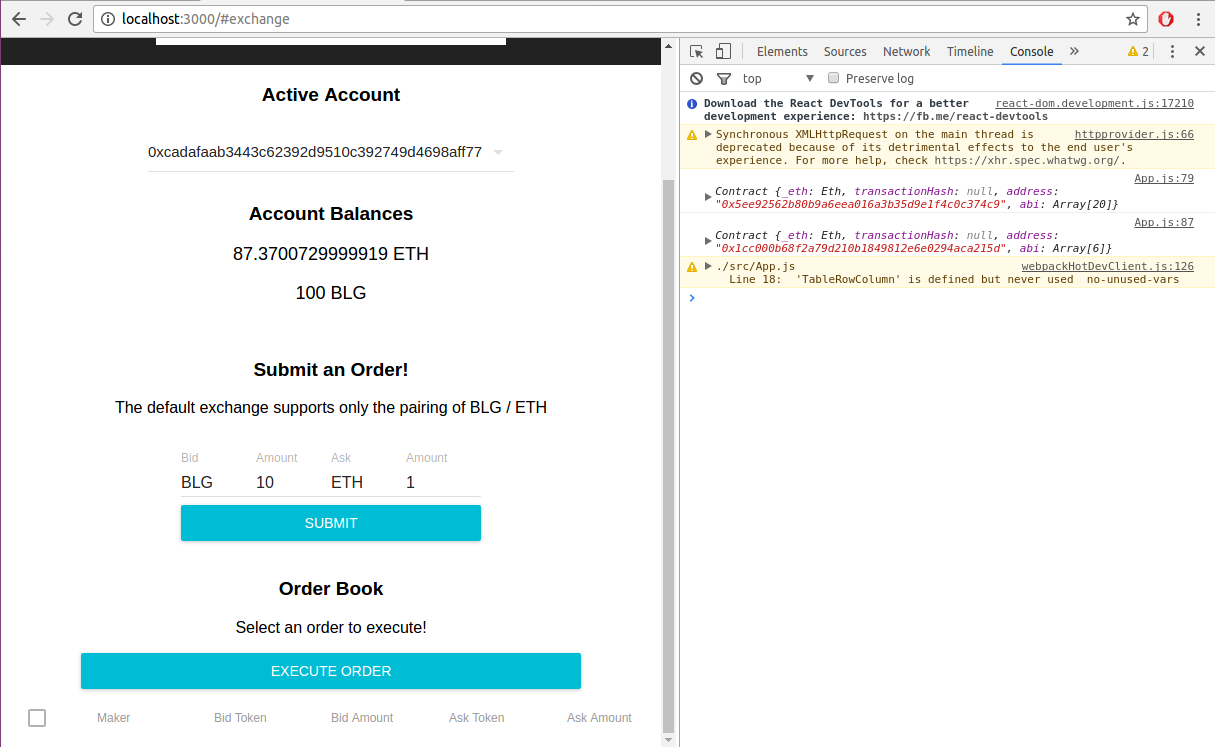 localhost:3000/#exchange
Active Account
0xcadafaab3443c62392d9510c392749d4698aff77
Account Balances
87.3700729999919 ETH
100 BLG
Submit an Order!
The default exchange supports only the pairing of BLG / ETH
Bid Amount Ask Amount
BLG 10 ETH 1
SUBMIT
Order Book
Select an order to execute!
EXECUTE ORDER
Maker Bid Token Bid Amount Ask Token Ask Amount
Elements Sources Network Timeline Console » 2
top Preserve log
Download the React DevTools for a better react-dom.development.js:17210
development experience: https://fb.me/react-devtools
Synchronous XMLHttpRequest on the main thread is httpprovider.js:66
deprecated because of its detrimental effects to the end user's
experience. For more help, check https://xhr.spec.whatwg.org/.
App.js:79
Contract {_eth: Eth, transactionHash: null, address:
"0x5ee92562b80b9a6eea016a3b35d9e1f4c0c374c9", abi: Array[20]}
App.js:87
Contract {_eth: Eth, transactionHash: null, address:
"0x1cc000b68f2a79d210b1849812e6e0294aca215d", abi: Array[6]}
./src/App.js webpackHotDevClient.js:126
Line 18: 'TableRowColumn' is defined but never used no-unused-vars